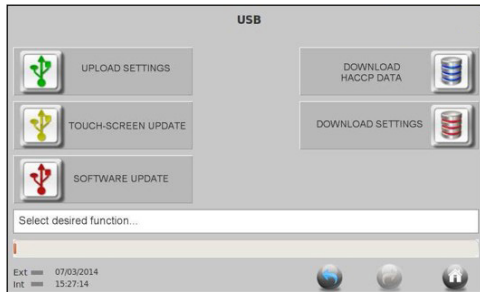 USB
UPLOAD SETTINGS
DOWNLOAD
HACCP DATA
TOUCH-SCREEN UPDATE
DOWNLOAD SETTINGS
SOFTWARE UPDATE
Select desired function...
Ext 07/03/2014
Int 15:27:14